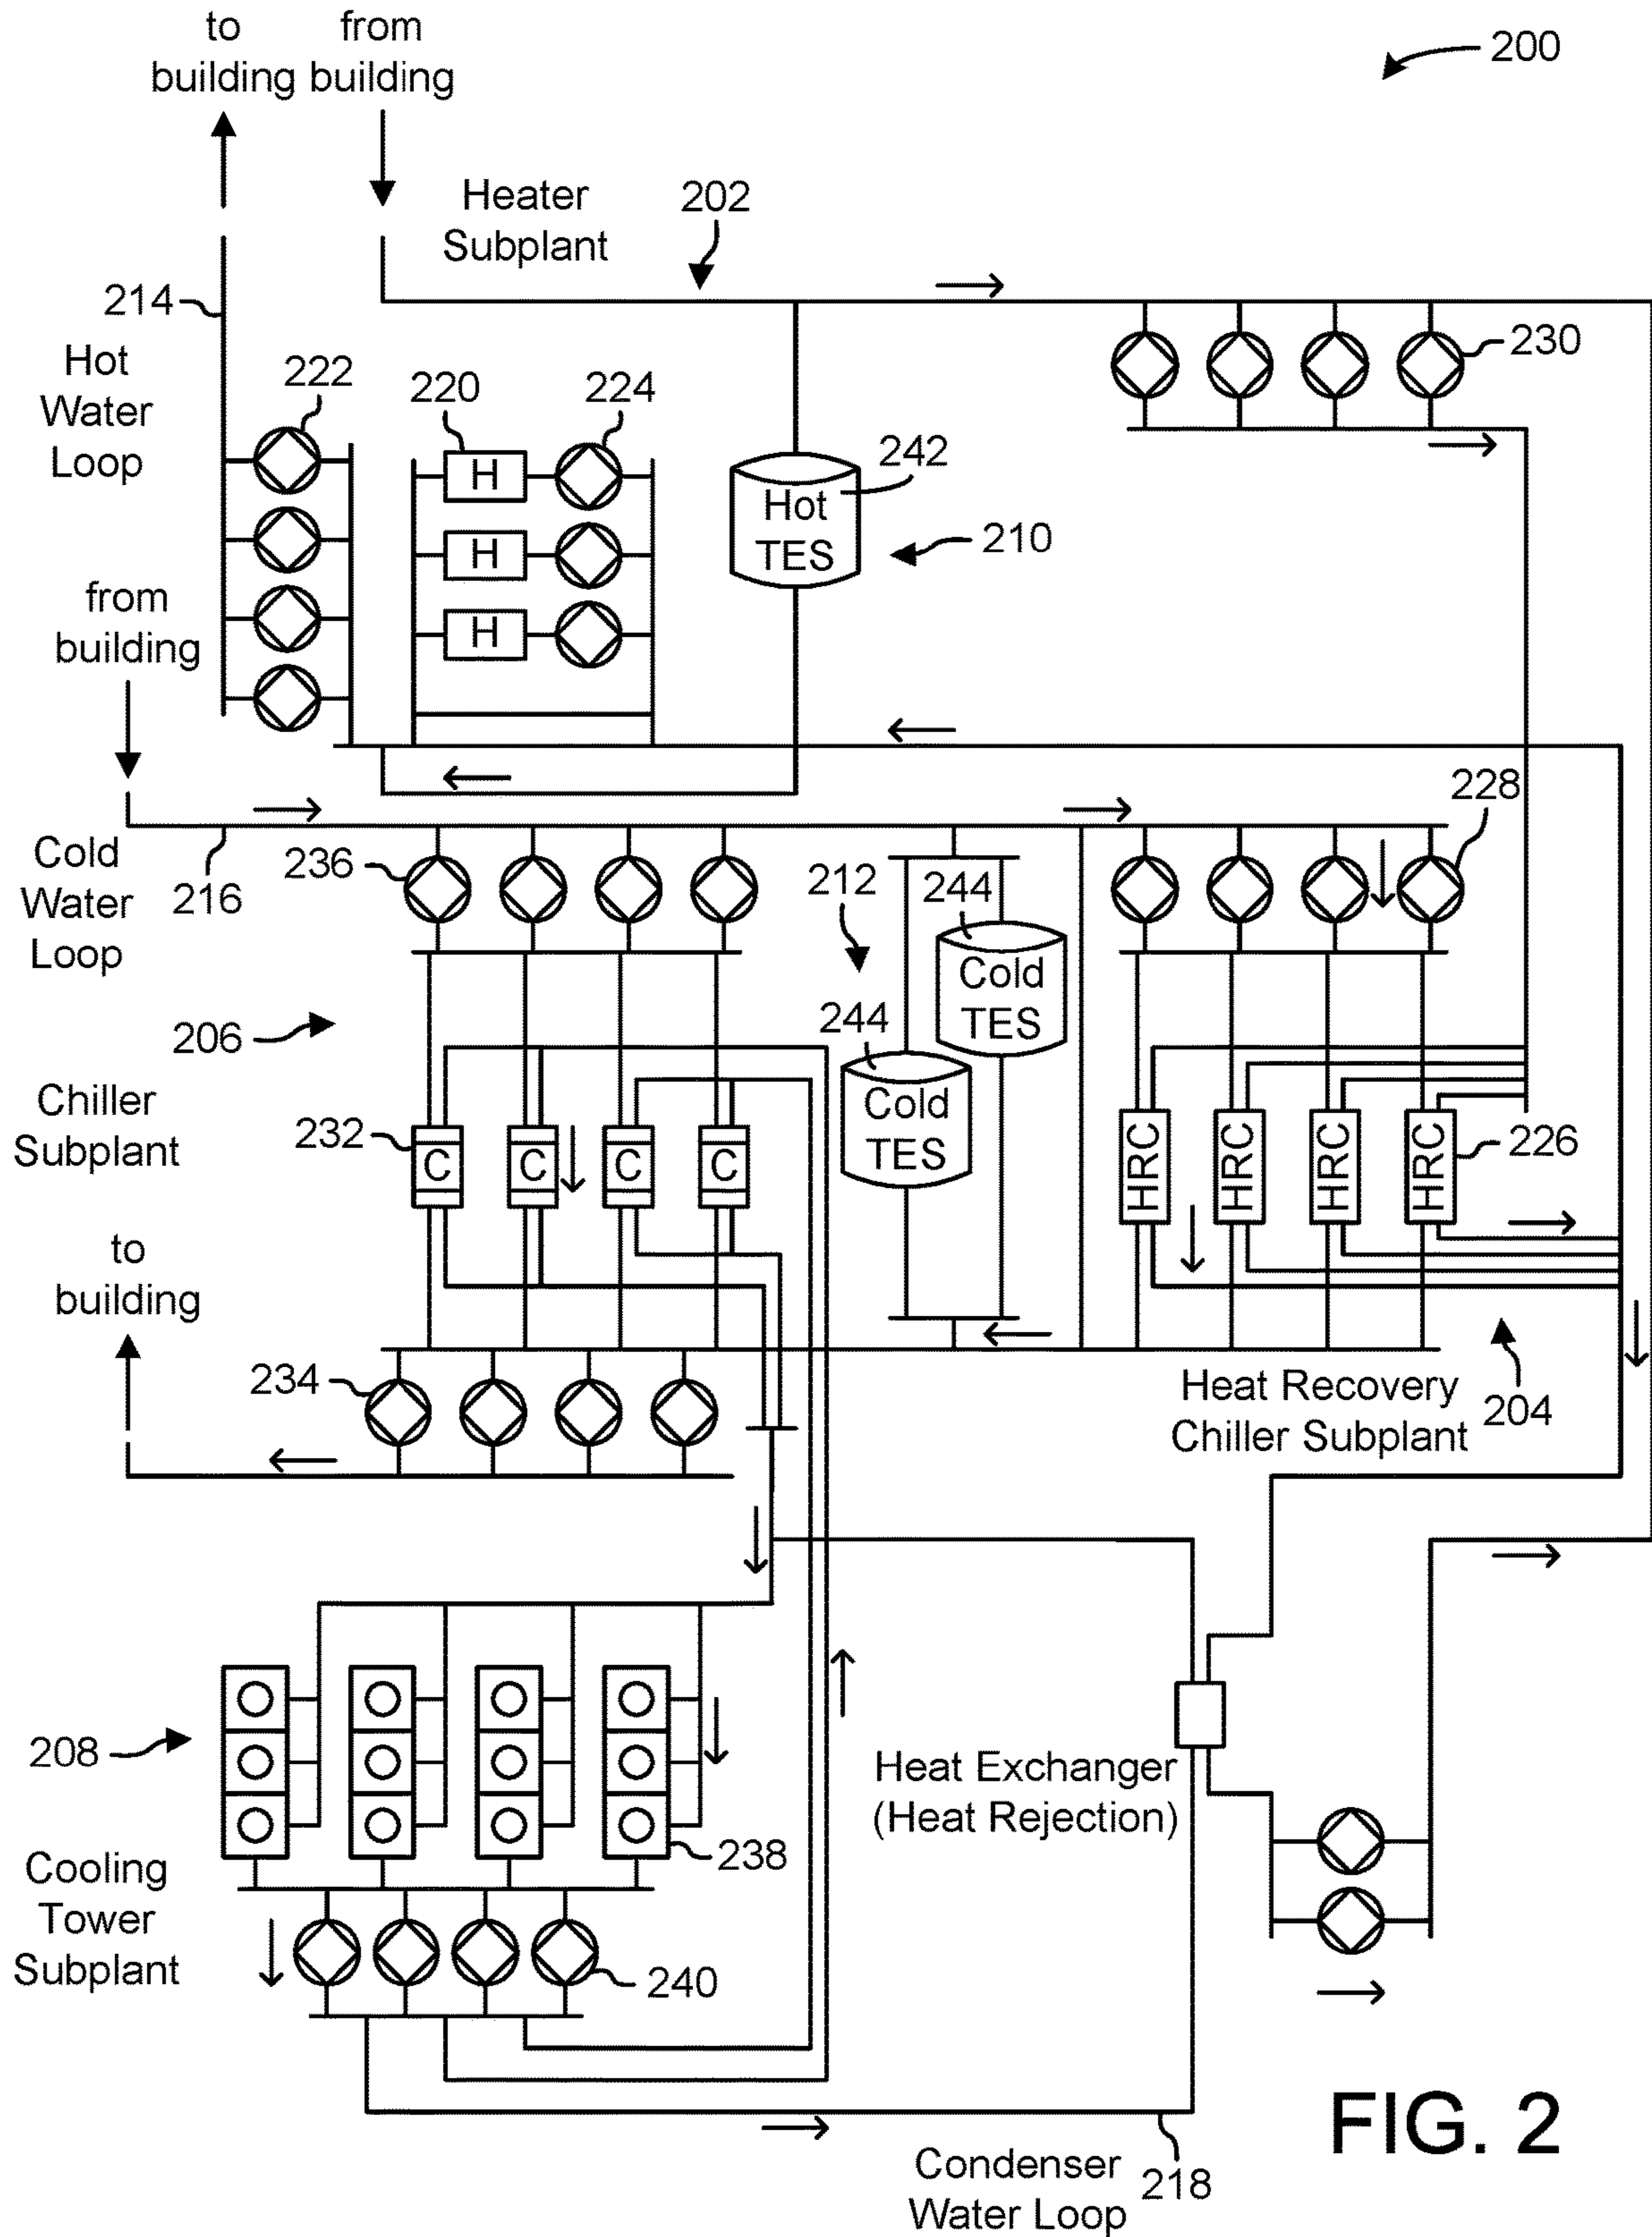 to
building
from
building
200
Heater
Subplant
202
214
Hot
Water
Loop
222
220
224
230
H
H
H
Hot
TES
242
210
from
building
228
Cold
Water
Loop
216
236
212
244
Cold
TES
244
Cold
TES
206
Chiller
Subplant
232
C
C
C
C
HRC
HRC
HRC
HRC
226
to
building
234
Heat Recovery
Chiller Subplant
204
208
Heat Exchanger
(Heat Rejection)
238
Cooling
Tower
Subplant
240
Condenser
Water Loop
218
FIG. 2